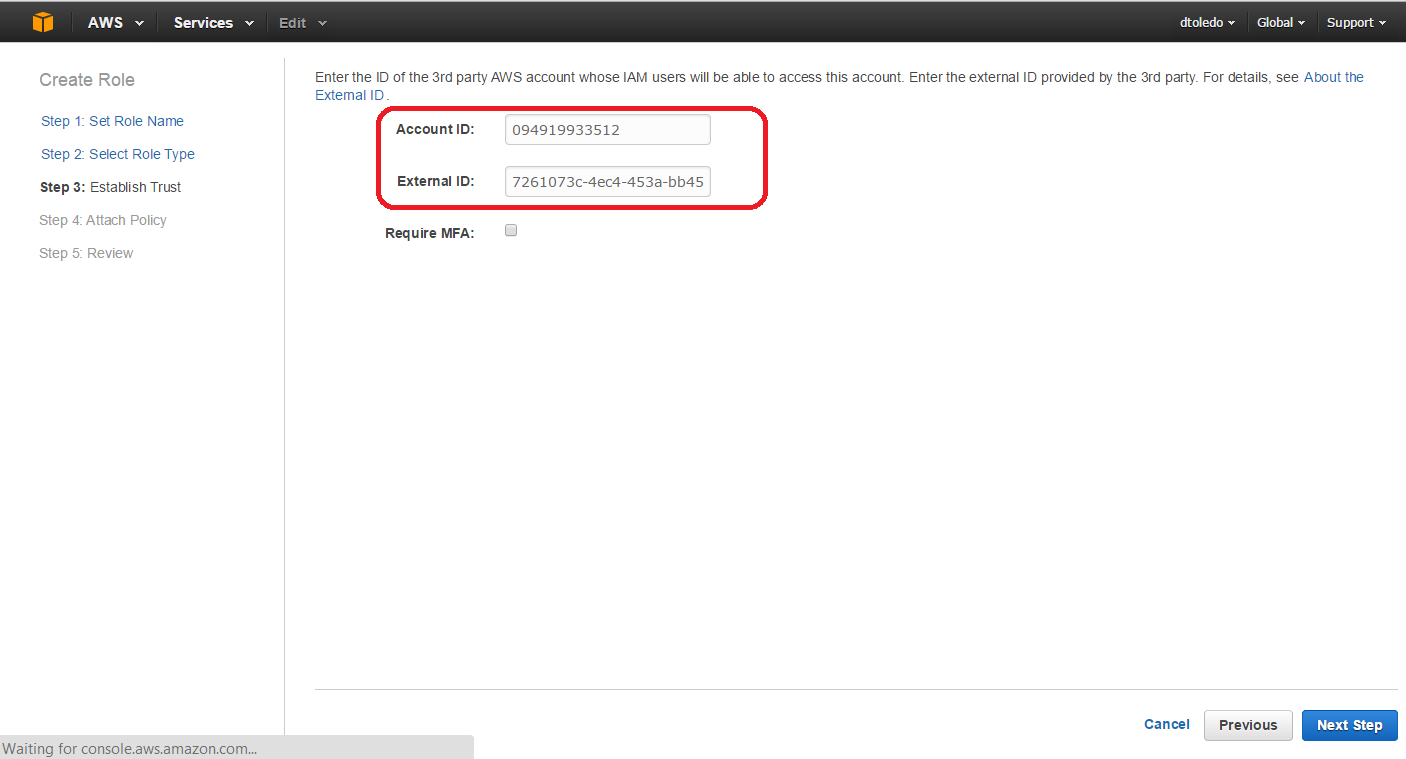 AWS Services Edit dtoledo Global Support
Create Role
Step 1: Set Role Name
Step 2: Select Role Type
Step 3: Establish Trust
Step 4: Attach Policy
Step 5: Review
Enter the ID of the 3rd party AWS account whose IAM users will be able to access this account. Enter the external ID provided by the 3rd party. For details, see About the
External ID.
Account ID: 094919933512
External ID: 7261073c-4ec4-453a-bb45
Require MFA:
Cancel Previous Next Step
Waiting for console.aws.amazon.com...